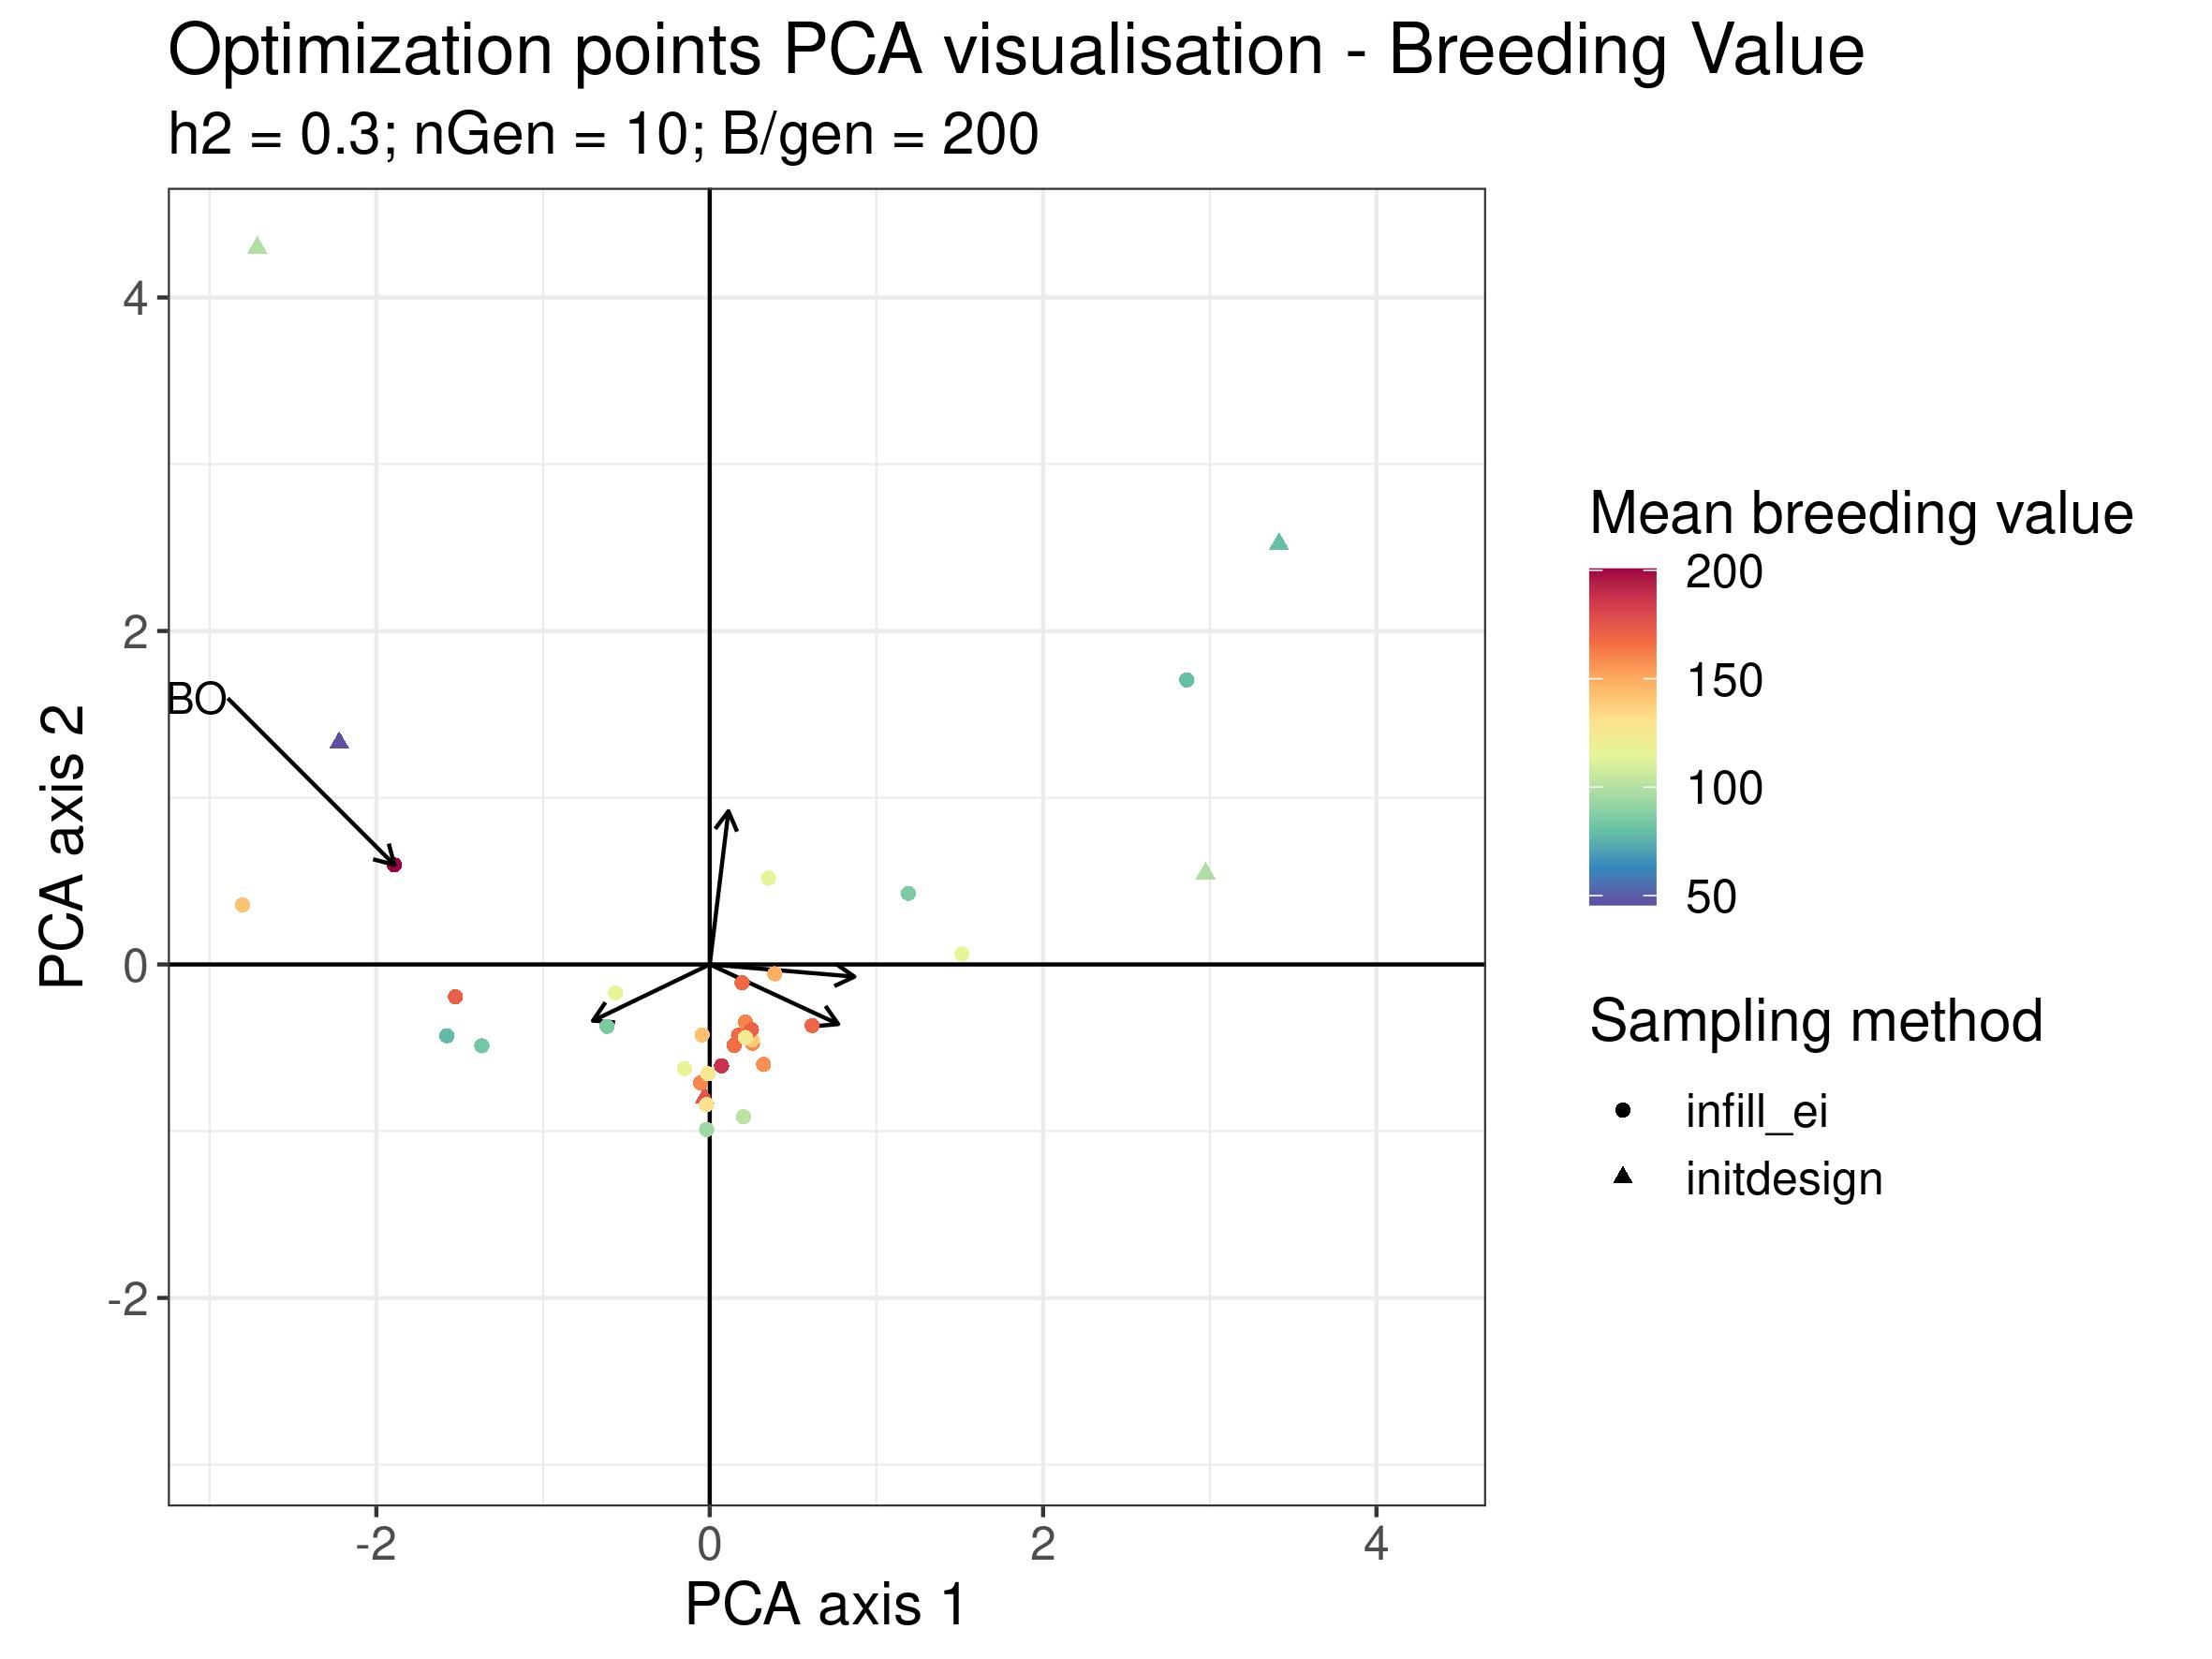 Optimization points PCA visualisation - Breeding Value
h2 = 0.3; nGen = 10; B/gen = 200
4
2
0
-2
PCA axis 2
BO
-2
0
2
4
PCA axis 1
Mean breeding value
200
150
100
50
Sampling method
infill_ei
initdesign